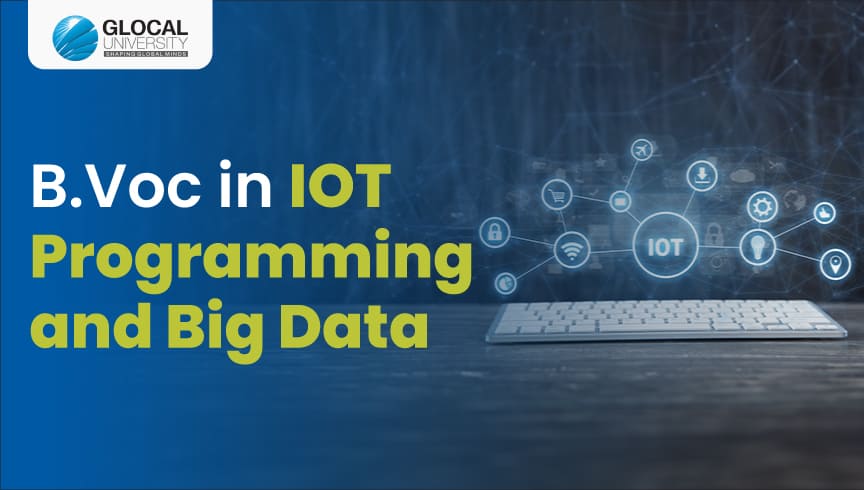 GLOCAL
UNIVERSITY
SHAPING GLOBAL MINDS
B.Voc in IOT
Programming
and Big Data
IOT